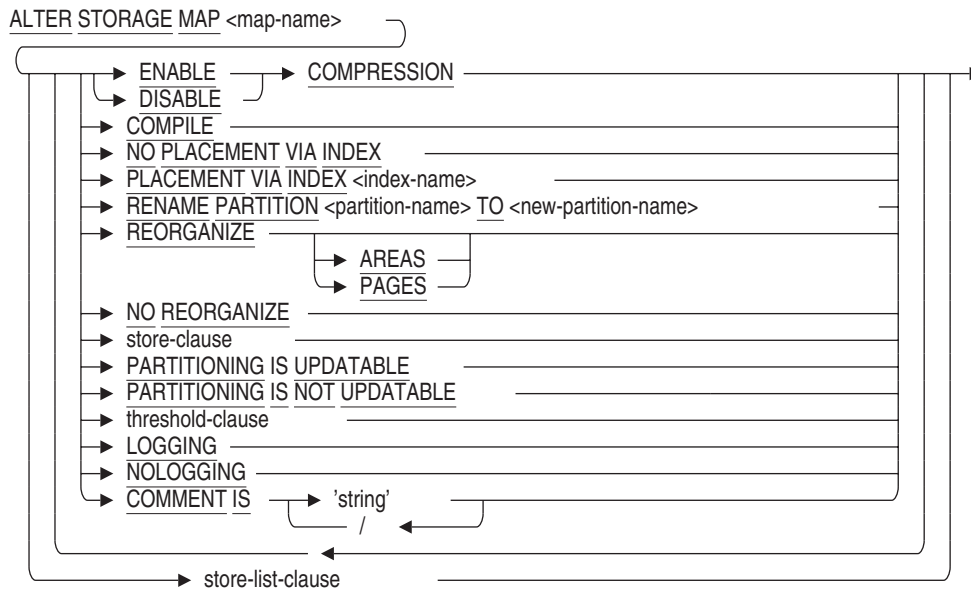 ALTER STORAGE MAP <map-name>
ENABLE COMPRESSION
DISABLE
COMPILE
NO PLACEMENT VIA INDEX
PLACEMENT VIA INDEX <index-name>
RENAME PARTITION <partition-name> TO <new-partition-name>
REORGANIZE
AREAS
PAGES
NO REORGANIZE
store-clause
PARTITIONING IS UPDATABLE
PARTITIONING IS NOT UPDATABLE
threshold-clause
LOGGING
NOLOGGING
COMMENT IS 'string'
/
store-list-clause